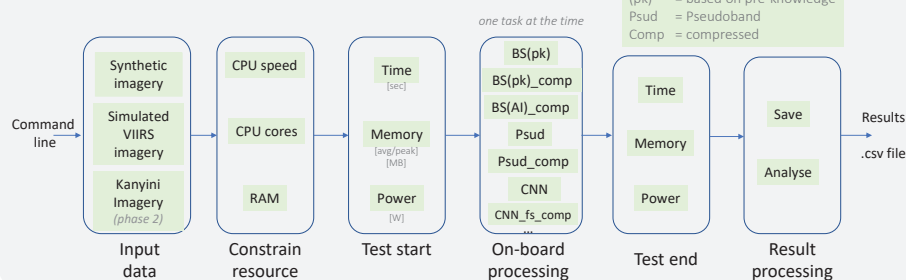 (pk) = based on pre-knowledge
Psud = Pseudoband
Comp = compressed
one task at the time
Command
line
Synthetic
imagery
Simulated
VIIRS
imagery
Kanyini
Imagery
(phase 2)
Input
data
CPU speed
CPU cores
RAM
Constrain
resource
Time
[sec]
Memory
[avg/peak]
[MB]
Power
[W]
Test start
BS(pk)
BS(pk)_comp
BS(AI)_comp
Psud
Psud_comp
CNN
CNN_fs_comp
...
On-board
processing
Time
Memory
Power
Test end
Save
Analyse
Result
processing
Results
.csv file